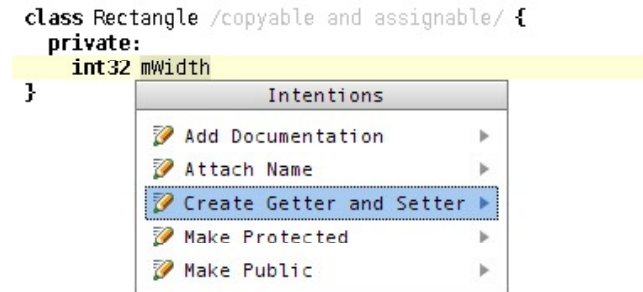 class Rectangle /copyable and assignable/ {
private:
int32 mWidth
}
Intentions
Add Documentation
Attach Name
Create Getter and Setter
Make Protected
Make Public